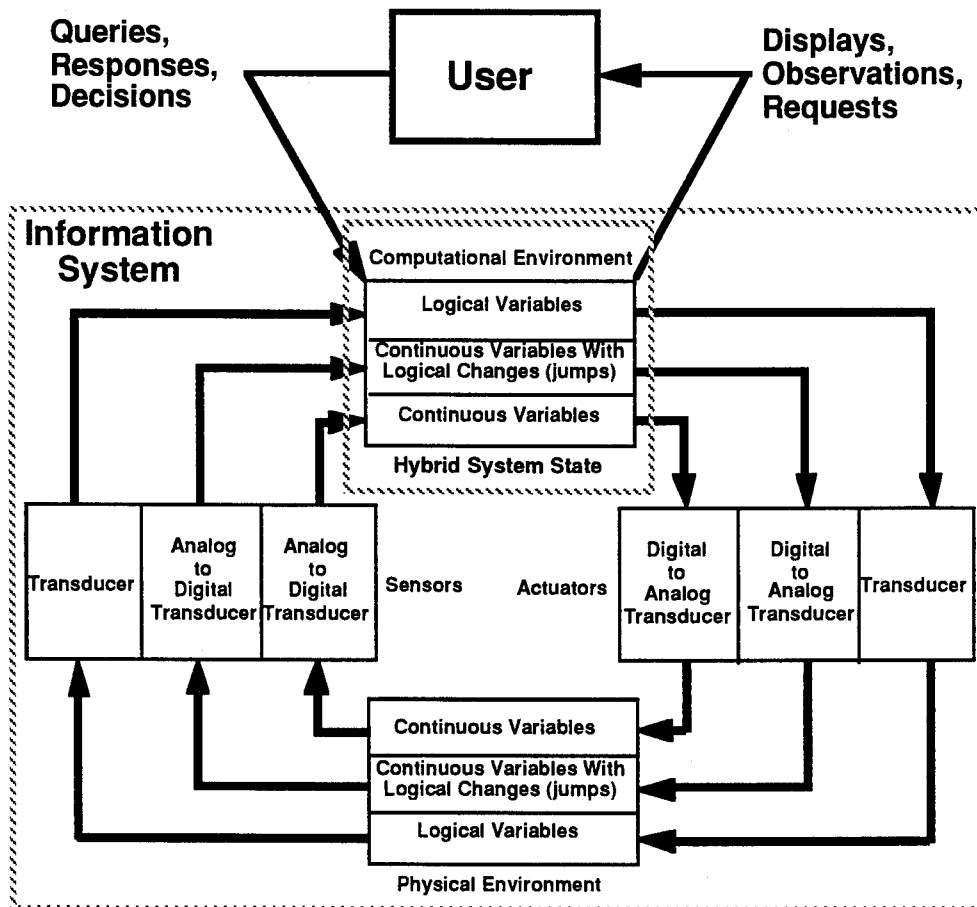 Queries,
Responses,
Decisions
User
Displays,
Observations,
Requests
Information
System
Computational Environment
Logical Variables
Continuous Variables With
Logical Changes (jumps)
Continuous Variables
Hybrid System State
Transducer
Analog
to
Digital
Transducer
Analog
to
Digital
Transducer
Sensors
Actuators
Digital
to
Analog
Transducer
Digital
to
Analog
Transducer
Transducer
Continuous Variables
Continuous Variables With
Logical Changes (jumps)
Logical Variables
Physical Environment